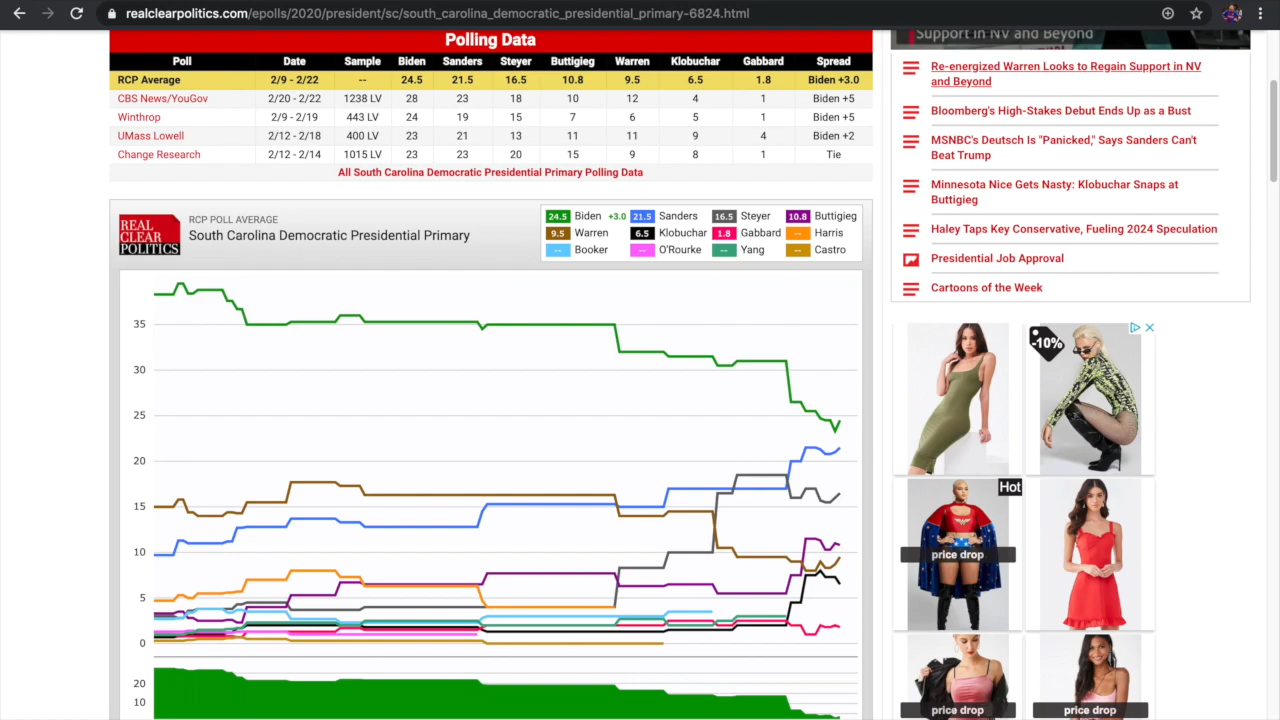 realclearpolitics.com/epolls/2020/president/sc/south_carolina_democratic_presidential_primary-6824.html
Polling Data
Poll Date Sample Biden Sanders Steyer Buttigieg Warren Klobuchar Gabbard Spread
RCP Average 2/9 - 2/22 -- 24.5 21.5 16.5 10.8 9.5 6.5 1.8 Biden +3.0
CBS News/YouGov 2/20 - 2/22 1238 LV 28 23 18 10 12 4 1 Biden +5
Winthrop 2/9 - 2/19 443 LV 24 19 15 7 6 5 1 Biden +5
UMass Lowell 2/12 - 2/18 400 LV 23 21 13 11 11 9 4 Biden +2
Change Research 2/12 - 2/14 1015 LV 23 23 20 15 9 8 1 Tie
All South Carolina Democratic Presidential Primary Polling Data
REAL
CLEAR
POLITICS
RCP POLL AVERAGE
South Carolina Democratic Presidential Primary
24.5 Biden +3.0 21.5 Sanders 16.5 Steyer 10.8 Buttigieg
9.5 Warren 6.5 Klobuchar 1.8 Gabbard -- Harris
-- Booker -- O'Rourke -- Yang -- Castro
35
30
25
20
15
10
5
0
20
10
Support in NV and Beyond
Re-energized Warren Looks to Regain Support in NV
and Beyond
Bloomberg's High-Stakes Debut Ends Up as a Bust
MSNBC's Deutsch Is "Panicked," Says Sanders Can't
Beat Trump
Minnesota Nice Gets Nasty: Klobuchar Snaps at
Buttigieg
Haley Taps Key Conservative, Fueling 2024 Speculation
Presidential Job Approval
Cartoons of the Week
-10%
Hot
price drop
price drop
price drop